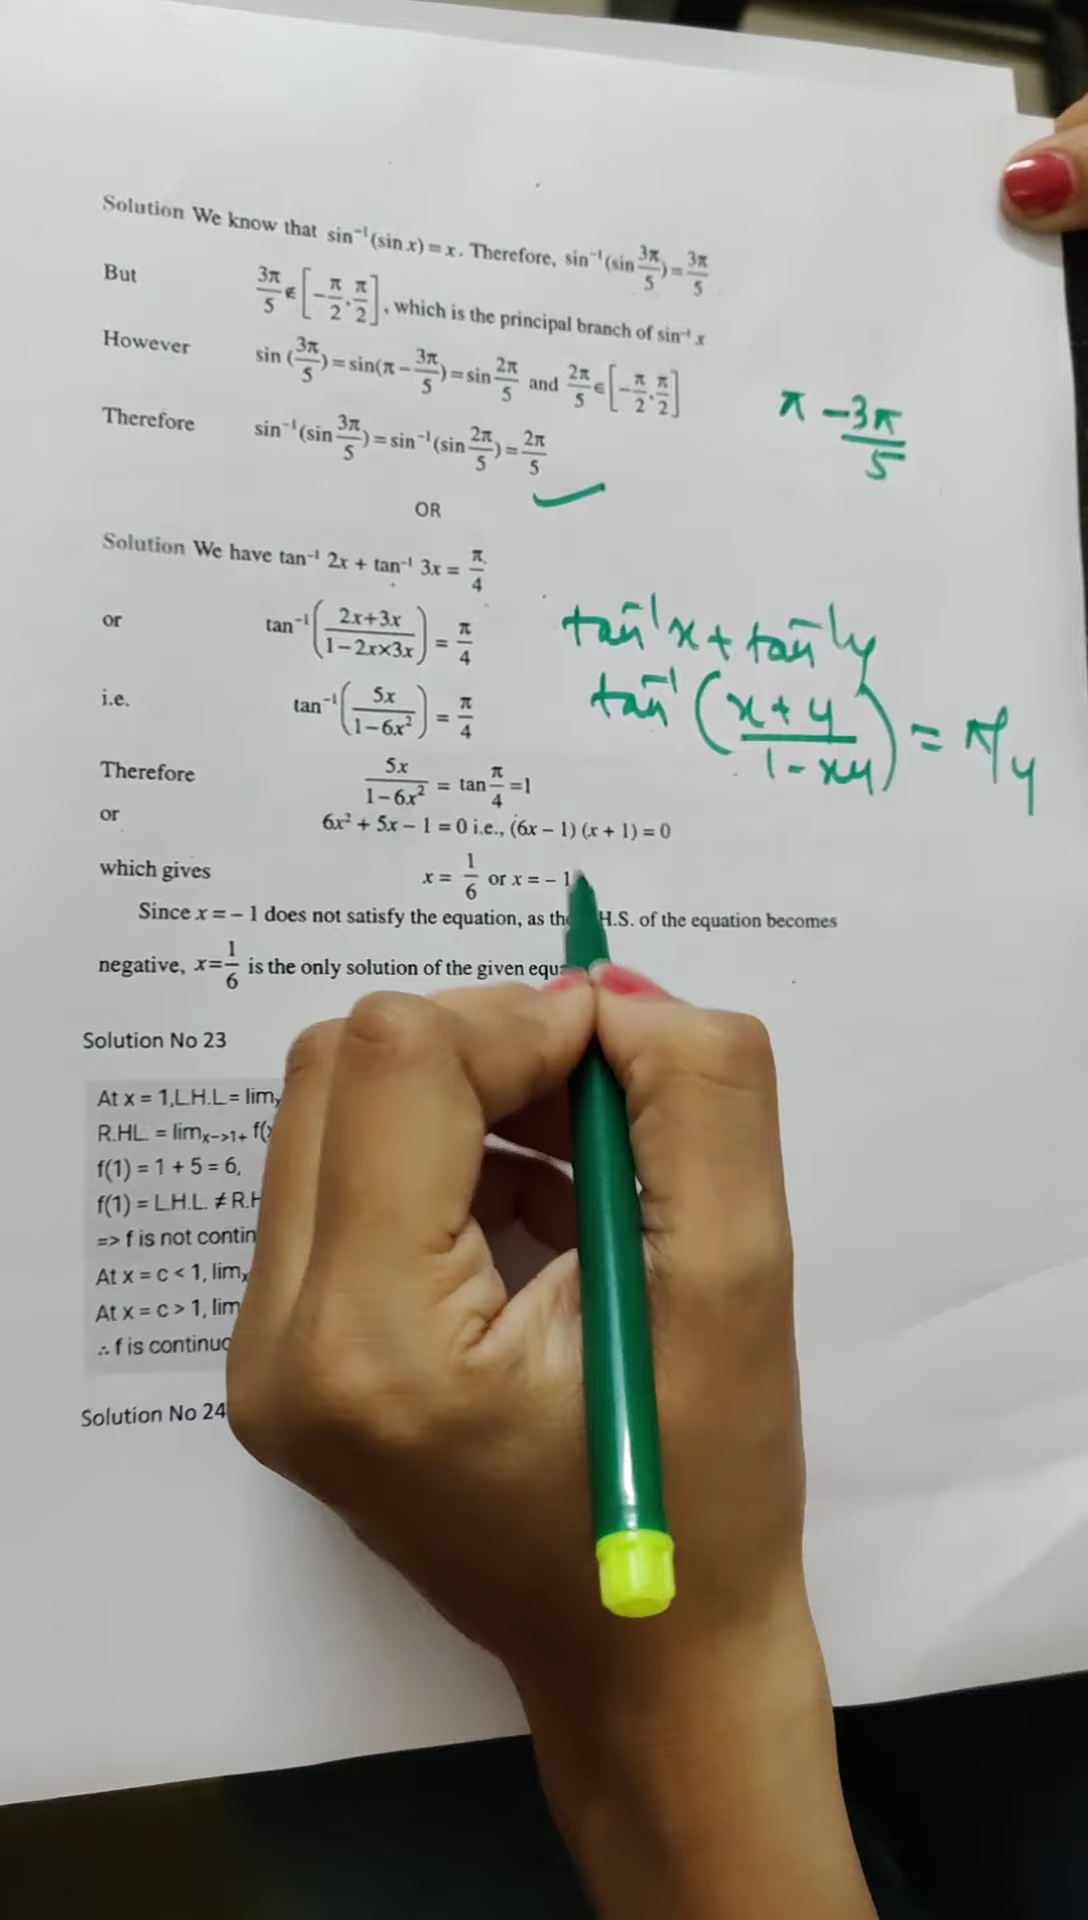 Solution We know that sin⁻¹(sin x) = x. Therefore, sin⁻¹(sin 3π/5) = 3π/5
But 3π/5 ∉ [−π/2, π/2], which is the principal branch of sin⁻¹ x
However sin (3π/5) = sin(π − 3π/5) = sin 2π/5 and 2π/5 ∈ [−π/2, π/2]
π − 3π/5
Therefore sin⁻¹(sin 3π/5) = sin⁻¹(sin 2π/5) = 2π/5
OR
Solution We have tan⁻¹ 2x + tan⁻¹ 3x = π/4
or tan⁻¹((2x+3x)/(1−2x×3x)) = π/4
tan⁻¹x + tan⁻¹y
i.e. tan⁻¹(5x/(1−6x²)) = π/4
tan⁻¹((x+y)/(1−xy)) = π/4
Therefore 5x/(1−6x²) = tan π/4 = 1
or 6x² + 5x − 1 = 0 i.e., (6x − 1) (x + 1) = 0
which gives x = 1/6 or x = − 1
Since x = − 1 does not satisfy the equation, as the H.S. of the equation becomes
negative, x = 1/6 is the only solution of the given
Solution No 23
At x = 1, L.H.L = lim
R.HL. = limₓ₋>₁₊ f(
f(1) = 1 + 5 = 6,
f(1) = L.H.L. ≠
=> f is not
At x = c < 1, lim
At x = c > 1, lim
∴ f is
Solution No 24